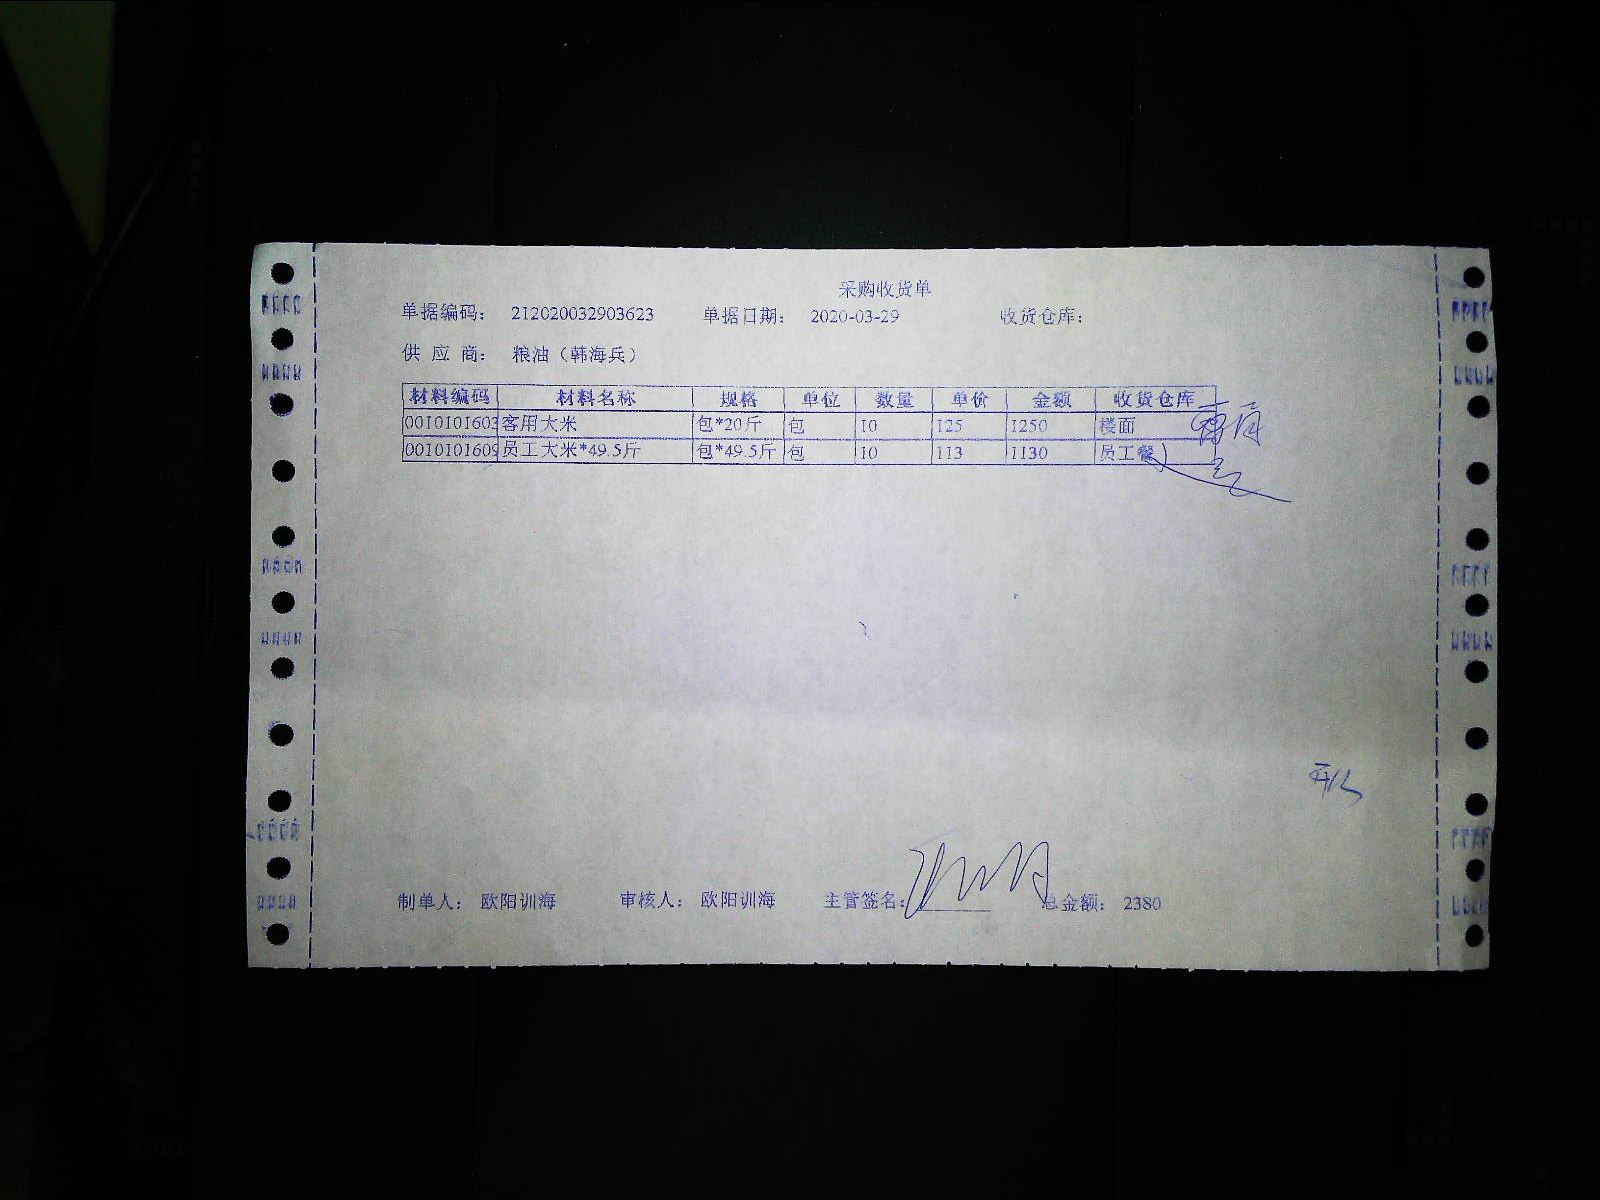 采购收货单
单据编码: 212020032903623 单据日期: 2020-03-29 收货仓库:
供 应 商: 粮油（韩海兵）
材料编码 材料名称 规格 单位 数量 单价 金额 收货仓库
0010101603 客用大米 包*20斤 包 10 125 1250 楼面
0010101609 员工大米*49.5斤 包*49.5斤 包 10 113 1130 员工餐
制单人: 欧阳训海 审核人: 欧阳训海 主管签名: 总金额: 2380